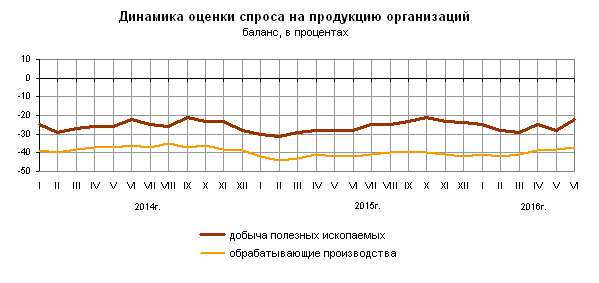 Динамика оценки спроса на продукцию организаций
баланс, в процентах
10
0
-10
-20
-30
-40
-50
I II III IV V VI VII VIII IX X XI XII I II III IV V VI VII VIII IX X XI XII I II III IV V VI
2014г. 2015г. 2016г.
добыча полезных ископаемых
обрабатывающие производства